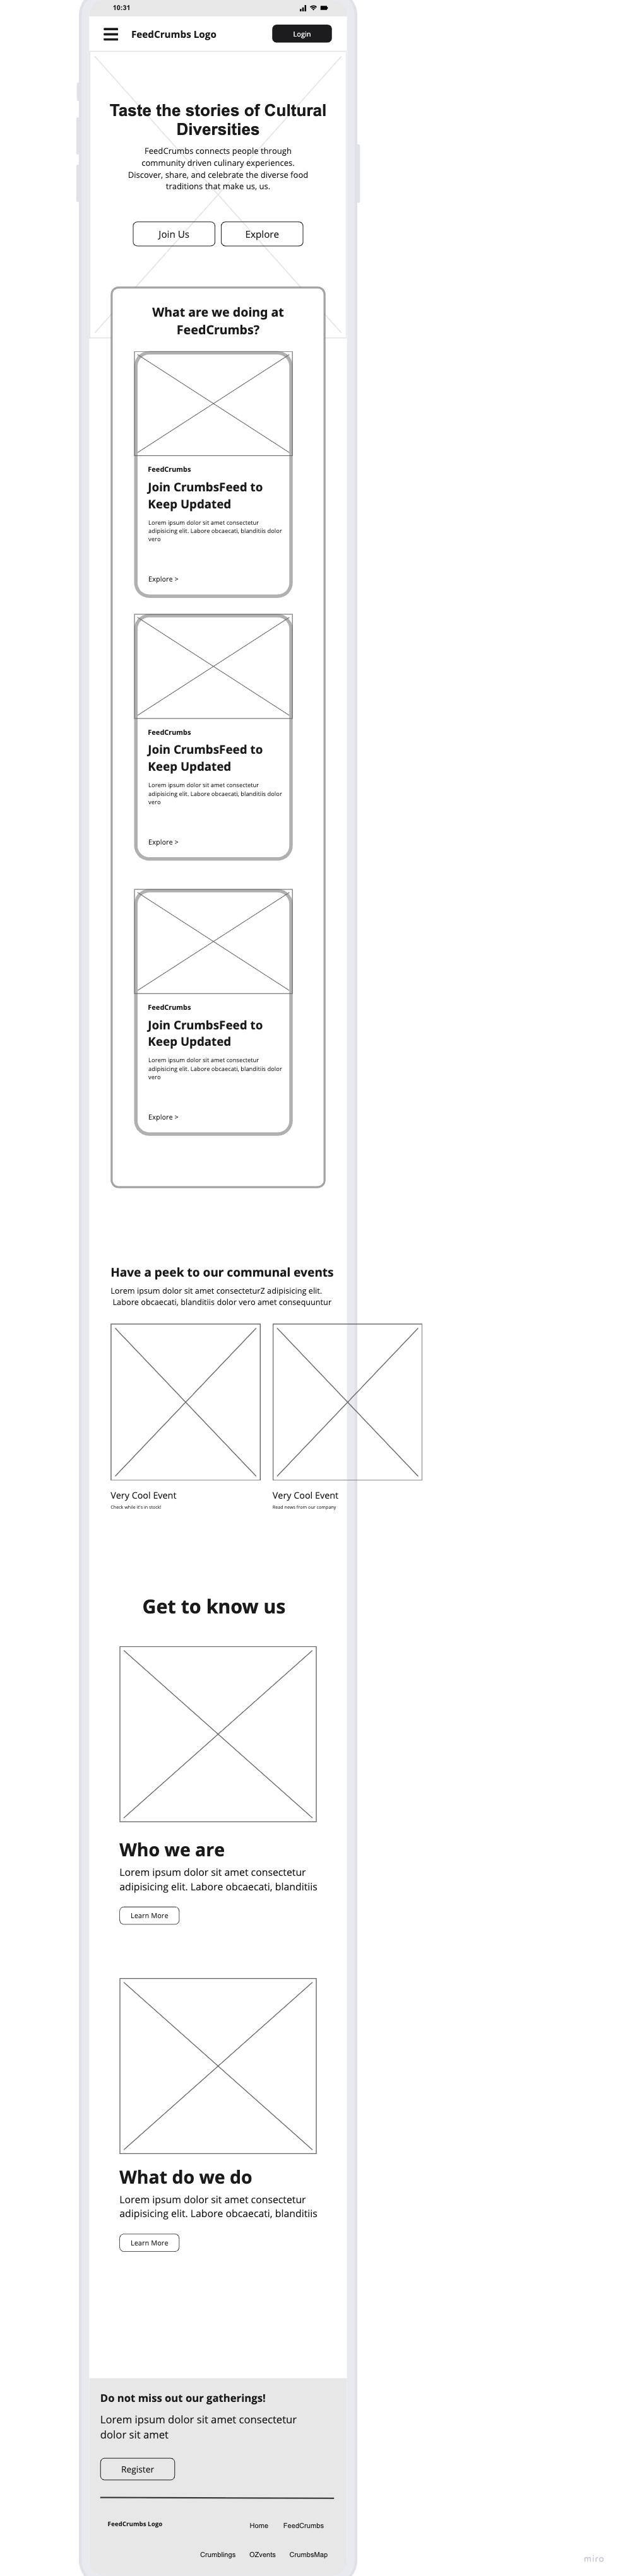 10:31
FeedCrumbs Logo
Login
Taste the stories of Cultural
Diversities
FeedCrumbs connects people through
community driven culinary experiences.
Discover, share, and celebrate the diverse food
traditions that make us, us.
Join Us
Explore
What are we doing at
FeedCrumbs?
FeedCrumbs
Join CrumbsFeed to
Keep Updated
Lorem ipsum dolor sit amet consectetur
adipisicing elit. Labore obcaecati, blanditiis dolor
vero
Explore >
FeedCrumbs
Join CrumbsFeed to
Keep Updated
Lorem ipsum dolor sit amet consectetur
adipisicing elit. Labore obcaecati, blanditiis dolor
vero
Explore >
FeedCrumbs
Join CrumbsFeed to
Keep Updated
Lorem ipsum dolor sit amet consectetur
adipisicing elit. Labore obcaecati, blanditiis dolor
vero
Explore >
Have a peek to our communal events
Lorem ipsum dolor sit amet consecteturZ adipisicing elit.
Labore obcaecati, blanditiis dolor vero amet consequuntur
Very Cool Event
Check while it's in stock!
Very Cool Event
Read news from our company
Get to know us
Who we are
Lorem ipsum dolor sit amet consectetur
adipisicing elit. Labore obcaecati, blanditiis
Learn More
What do we do
Lorem ipsum dolor sit amet consectetur
adipisicing elit. Labore obcaecati, blanditiis
Learn More
Do not miss out our gatherings!
Lorem ipsum dolor sit amet consectetur
dolor sit amet
Register
FeedCrumbs Logo
Home
FeedCrumbs
Crumblings
OZvents
CrumbsMap
miro